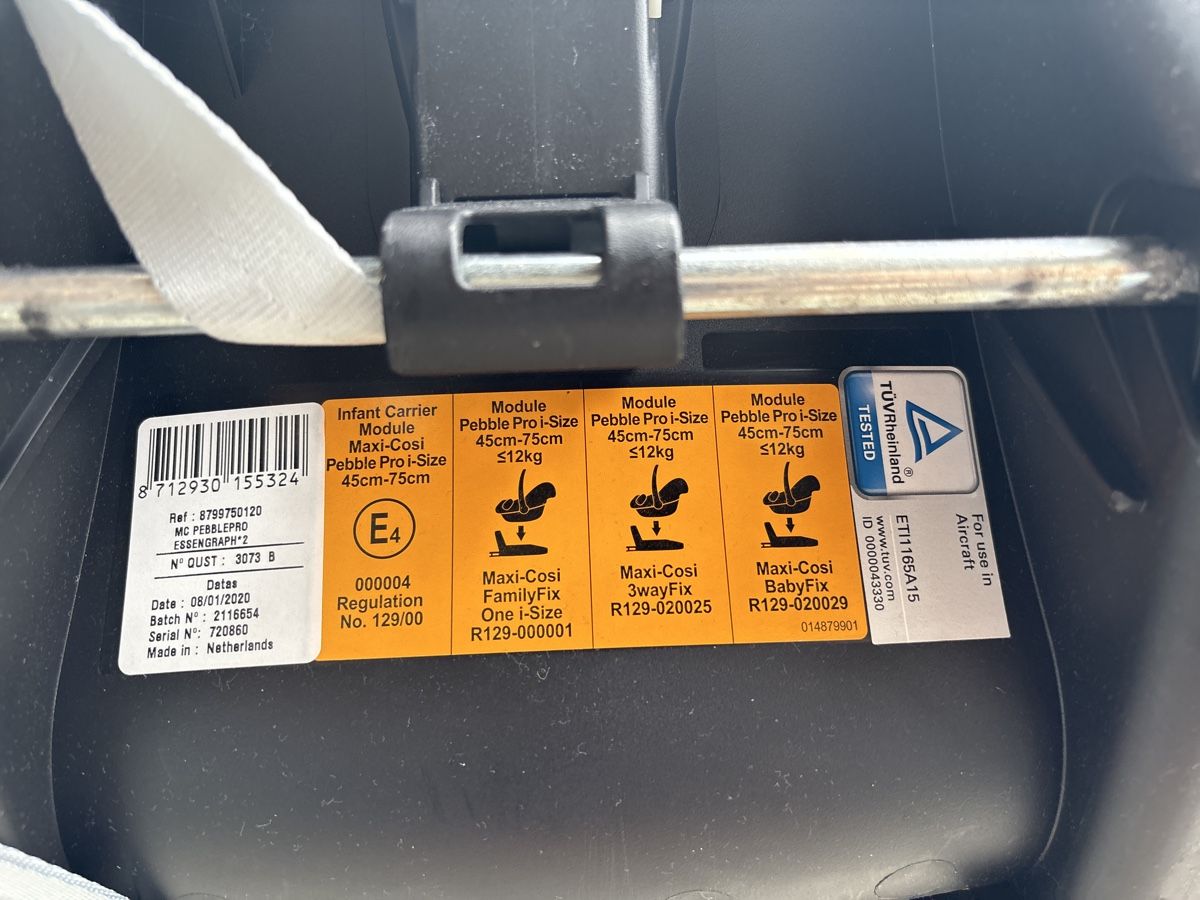 8 712930 155324
Ref : 8799750120
MC PEBBLEPRO
ESSENGRAPH*2
N° QUST : 3073 B
Datas
Date : 08/01/2020
Batch N° : 2116654
Serial N°: 720860
Made in : Netherlands
Infant Carrier
Module
Maxi-Cosi
Pebble Pro i-Size
45cm-75cm
E4
000004
Regulation
No. 129/00
Module
Pebble Pro i-Size
45cm-75cm
≤12kg
Maxi-Cosi
FamilyFix
One i-Size
R129-000001
Module
Pebble Pro i-Size
45cm-75cm
≤12kg
Maxi-Cosi
3wayFix
R129-020025
Module
Pebble Pro i-Size
45cm-75cm
≤12kg
Maxi-Cosi
BabyFix
R129-020029
014879901
TÜVRheinland®
TESTED
For use in
Aircraft
ETI1165A15
www.tuv.com
ID 0000043330